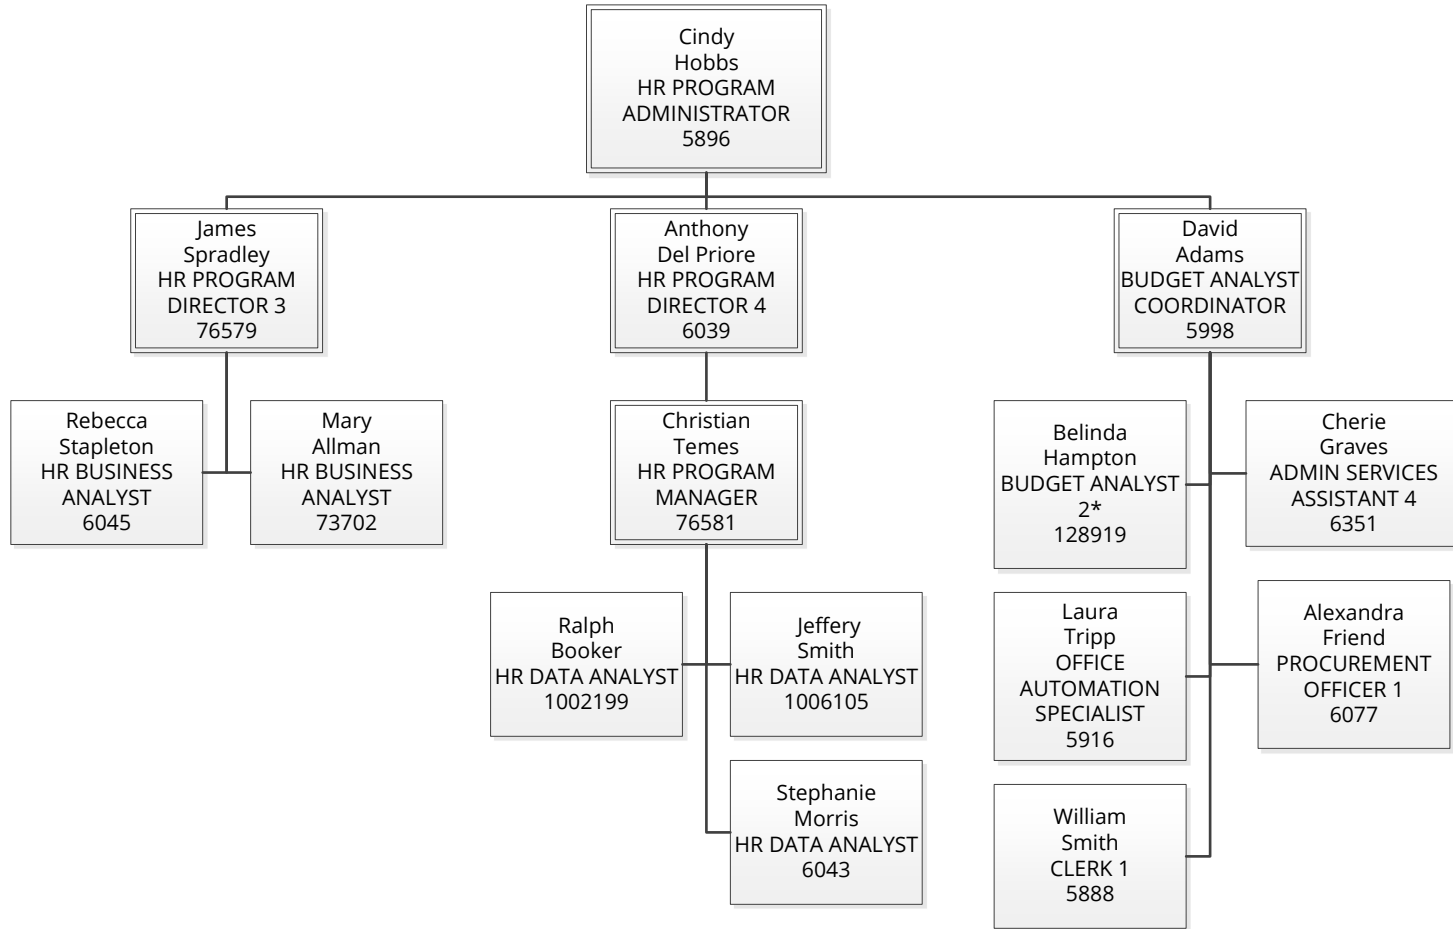 Cindy
Hobbs
HR PROGRAM
ADMINISTRATOR
5896
James
Spradley
HR PROGRAM
DIRECTOR 3
76579
Anthony
Del Priore
HR PROGRAM
DIRECTOR 4
6039
David
Adams
BUDGET ANALYST
COORDINATOR
5998
Rebecca
Stapleton
HR BUSINESS
ANALYST
6045
Mary
Allman
HR BUSINESS
ANALYST
73702
Christian
Temes
HR PROGRAM
MANAGER
76581
Belinda
Hampton
BUDGET ANALYST
2*
128919
Cherie
Graves
ADMIN SERVICES
ASSISTANT 4
6351
Ralph
Booker
HR DATA ANALYST
1002199
Jeffery
Smith
HR DATA ANALYST
1006105
Laura
Tripp
OFFICE
AUTOMATION
SPECIALIST
5916
Alexandra
Friend
PROCUREMENT
OFFICER 1
6077
Stephanie
Morris
HR DATA ANALYST
6043
William
Smith
CLERK 1
5888